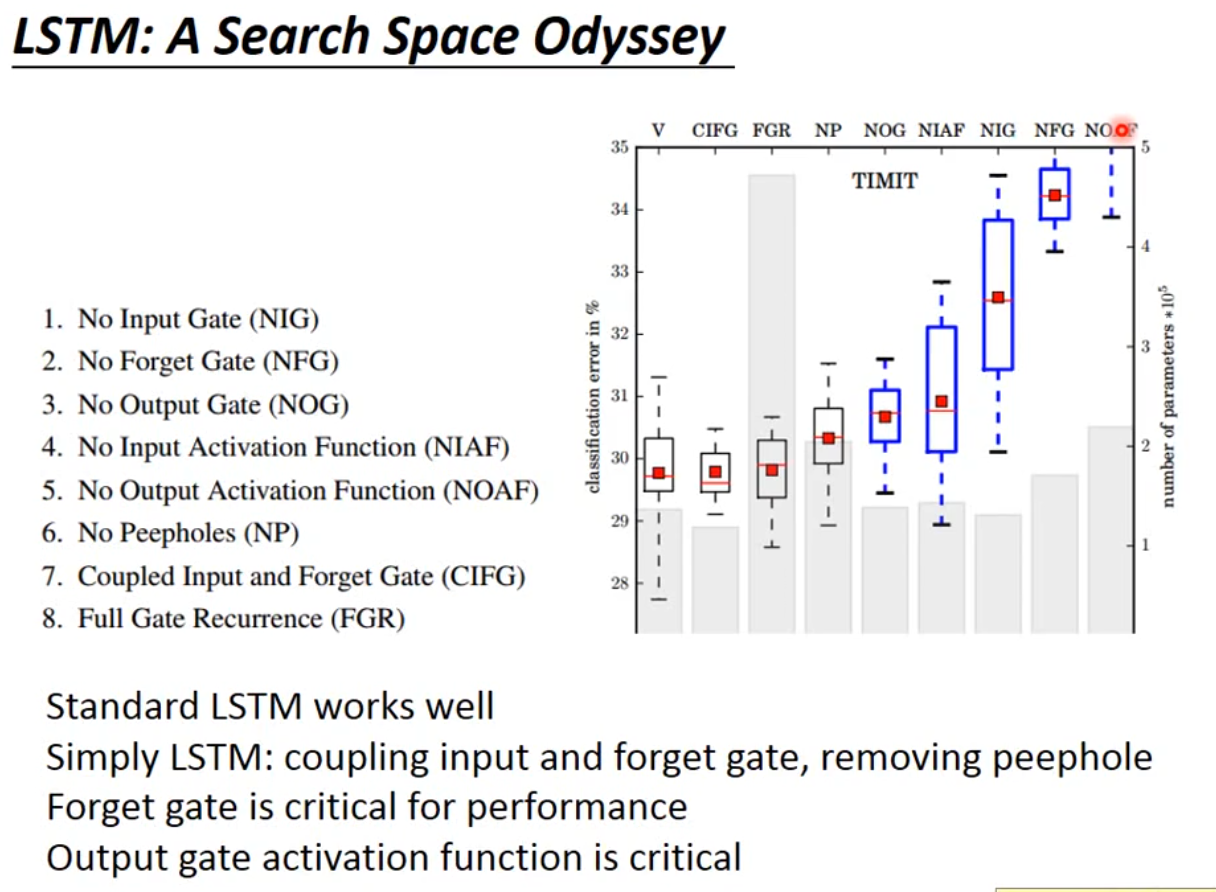 LSTM: A Search Space Odyssey
V CIFG FGR NP NOG NIAF NIG NFG
35
34
33
32
31
30
29
28
classification error in %
TIMIT
5
4
3
2
1
number of parameters *10⁵
1. No Input Gate (NIG)
2. No Forget Gate (NFG)
3. No Output Gate (NOG)
4. No Input Activation Function (NIAF)
5. No Output Activation Function (NOAF)
6. No Peepholes (NP)
7. Coupled Input and Forget Gate (CIFG)
8. Full Gate Recurrence (FGR)
Standard LSTM works well
Simply LSTM: coupling input and forget gate, removing peephole
Forget gate is critical for performance
Output gate activation function is critical